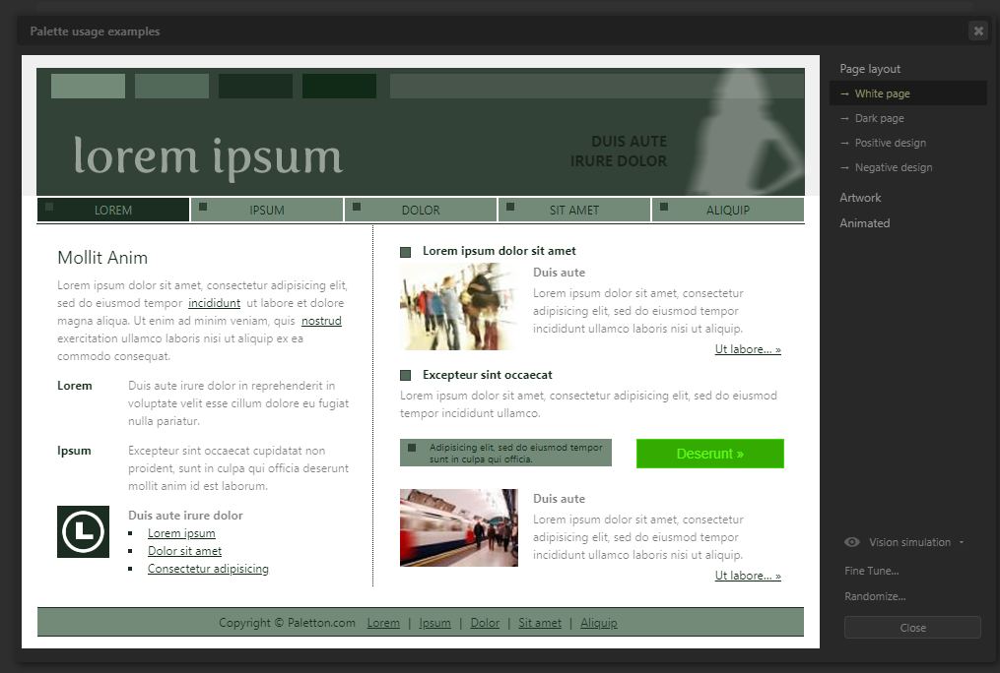 Palette usage examples
lorem ipsum
DUIS AUTE
IRURE DOLOR
LOREM
IPSUM
DOLOR
SIT AMET
ALIQUIP
Mollit Anim
Lorem ipsum dolor sit amet, consectetur adipisicing elit,
sed do eiusmod tempor incididunt ut labore et dolore
magna aliqua. Ut enim ad minim veniam, quis nostrud
exercitation ullamco laboris nisi ut aliquip ex ea
commodo consequat.
Lorem
Duis aute irure dolor in reprehenderit in
voluptate velit esse cillum dolore eu fugiat
nulla pariatur.
Ipsum
Excepteur sint occaecat cupidatat non
proident, sunt in culpa qui officia deserunt
mollit anim id est laborum.
Duis aute irure dolor
Lorem ipsum
Dolor sit amet
Consectetur adipisicing
Lorem ipsum dolor sit amet
Duis aute
Lorem ipsum dolor sit amet, consectetur
adipisicing elit, sed do eiusmod tempor
incididunt ullamco laboris nisi ut aliquip.
Ut labore... »
Excepteur sint occaecat
Lorem ipsum dolor sit amet, consectetur adipisicing elit, sed do eiusmod
tempor incididunt ullamco.
Adipisicing elit, sed do eiusmod tempor
sunt in culpa qui officia.
Deserunt »
Duis aute
Lorem ipsum dolor sit amet, consectetur
adipisicing elit, sed do eiusmod tempor
incididunt ullamco laboris nisi ut aliquip.
Ut labore... »
Copyright © Paletton.com Lorem | Ipsum | Dolor | Sit amet | Aliquip
Page layout
→ White page
→ Dark page
→ Positive design
→ Negative design
Artwork
Animated
Vision simulation
Fine Tune...
Randomize...
Close